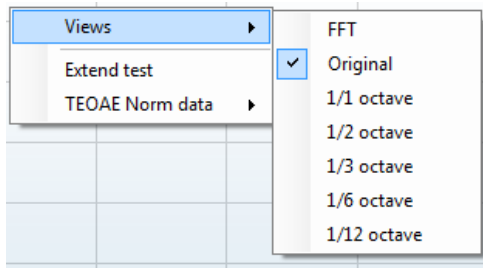 Views
Extend test
TEOAE Norm data
FFT
Original
1/1 octave
1/2 octave
1/3 octave
1/6 octave
1/12 octave